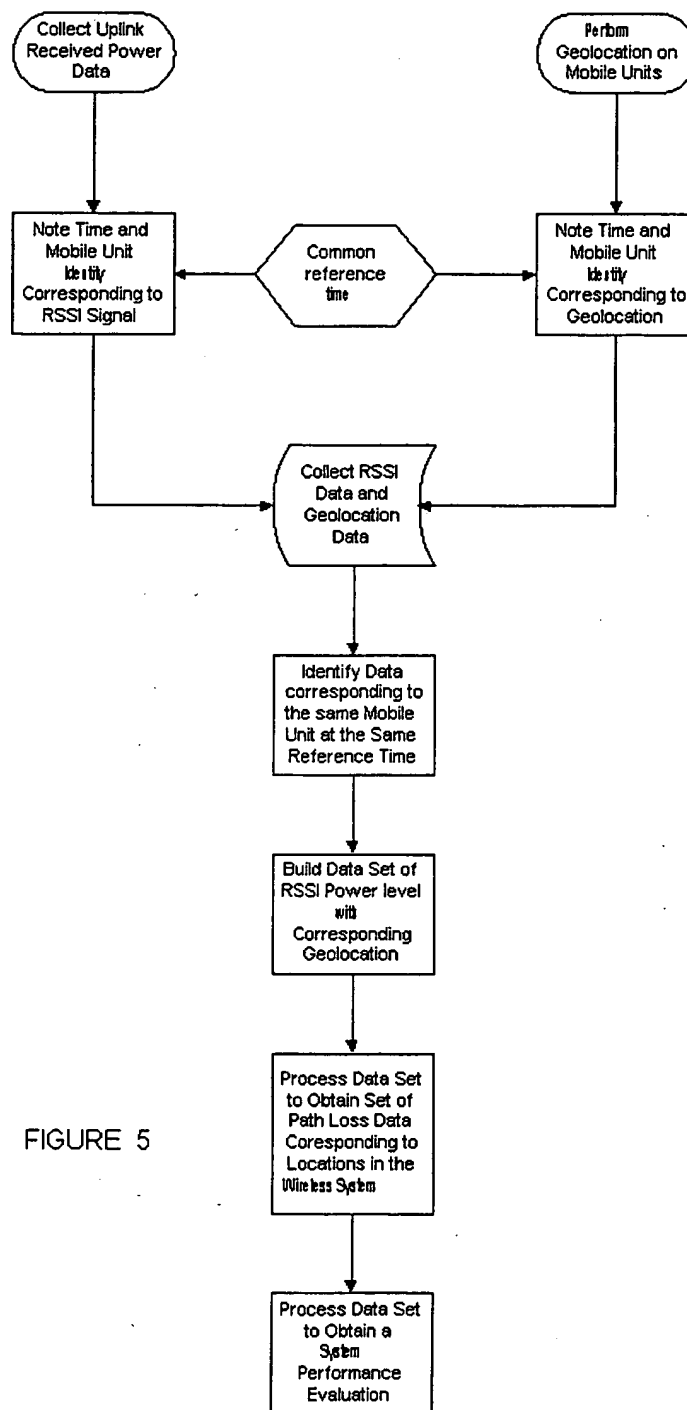 Collect Uplink
Received Power
Data
Perform
Geolocation on
Mobile Units
Note Time and
Mobile Unit
Identity
Corresponding to
RSSI Signal
Common
reference
time
Note Time and
Mobile Unit
Identity
Corresponding to
Geolocation
Collect RSSI
Data and
Geolocation
Data
Identify Data
corresponding to
the same Mobile
Unit at the Same
Reference Time
Build Data Set of
RSSI Power level
with
Corresponding
Geolocation
Process Data Set
to Obtain Set of
Path Loss Data
Coresponding to
Locations in the
Wireless System
FIGURE 5
Process Data Set
to Obtain a
System
Performance
Evaluation